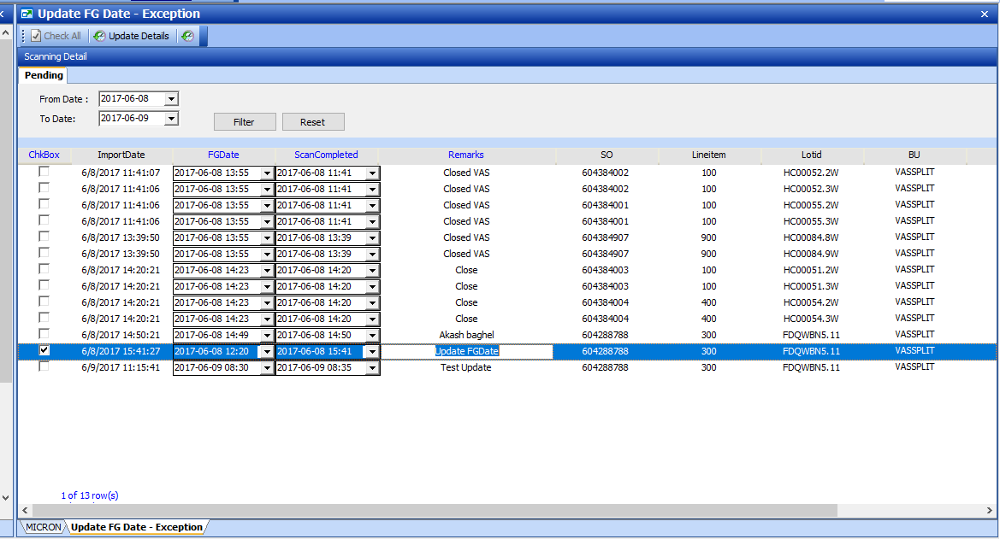 Update FG Date - Exception
Check All Update Details
Scanning Detail
Pending
From Date : 2017-06-08
To Date: 2017-06-09 Filter Reset
ChkBox ImportDate FGDate ScanCompleted Remarks SO Lineitem Lotid BU
6/8/2017 11:41:07 2017-06-08 13:55 2017-06-08 11:41 Closed VAS 604384002 100 HC00052.2W VASSPLIT
6/8/2017 11:41:06 2017-06-08 13:55 2017-06-08 11:41 Closed VAS 604384002 100 HC00052.3W VASSPLIT
6/8/2017 11:41:06 2017-06-08 13:55 2017-06-08 11:41 Closed VAS 604384001 100 HC00055.2W VASSPLIT
6/8/2017 11:41:06 2017-06-08 13:55 2017-06-08 11:41 Closed VAS 604384001 100 HC00055.3W VASSPLIT
6/8/2017 13:39:50 2017-06-08 13:55 2017-06-08 13:39 Closed VAS 604384907 900 HC00084.8W VASSPLIT
6/8/2017 13:39:50 2017-06-08 13:55 2017-06-08 13:39 Closed VAS 604384907 900 HC00084.9W VASSPLIT
6/8/2017 14:20:21 2017-06-08 14:23 2017-06-08 14:20 Close 604384003 100 HC00051.2W VASSPLIT
6/8/2017 14:20:21 2017-06-08 14:23 2017-06-08 14:20 Close 604384003 100 HC00051.3W VASSPLIT
6/8/2017 14:20:21 2017-06-08 14:23 2017-06-08 14:20 Close 604384004 400 HC00054.2W VASSPLIT
6/8/2017 14:20:21 2017-06-08 14:23 2017-06-08 14:20 Close 604384004 400 HC00054.3W VASSPLIT
6/8/2017 14:50:21 2017-06-08 14:49 2017-06-08 14:50 Akash baghel 604288788 300 FDQWBN5.11 VASSPLIT
6/8/2017 15:41:27 2017-06-08 12:20 2017-06-08 15:41 Update FGDate 604288788 300 FDQWBN5.11 VASSPLIT
6/9/2017 11:15:41 2017-06-09 08:30 2017-06-09 08:35 Test Update 604288788 300 FDQWBN5.11 VASSPLIT
1 of 13 row(s)
MICRON Update FG Date - Exception